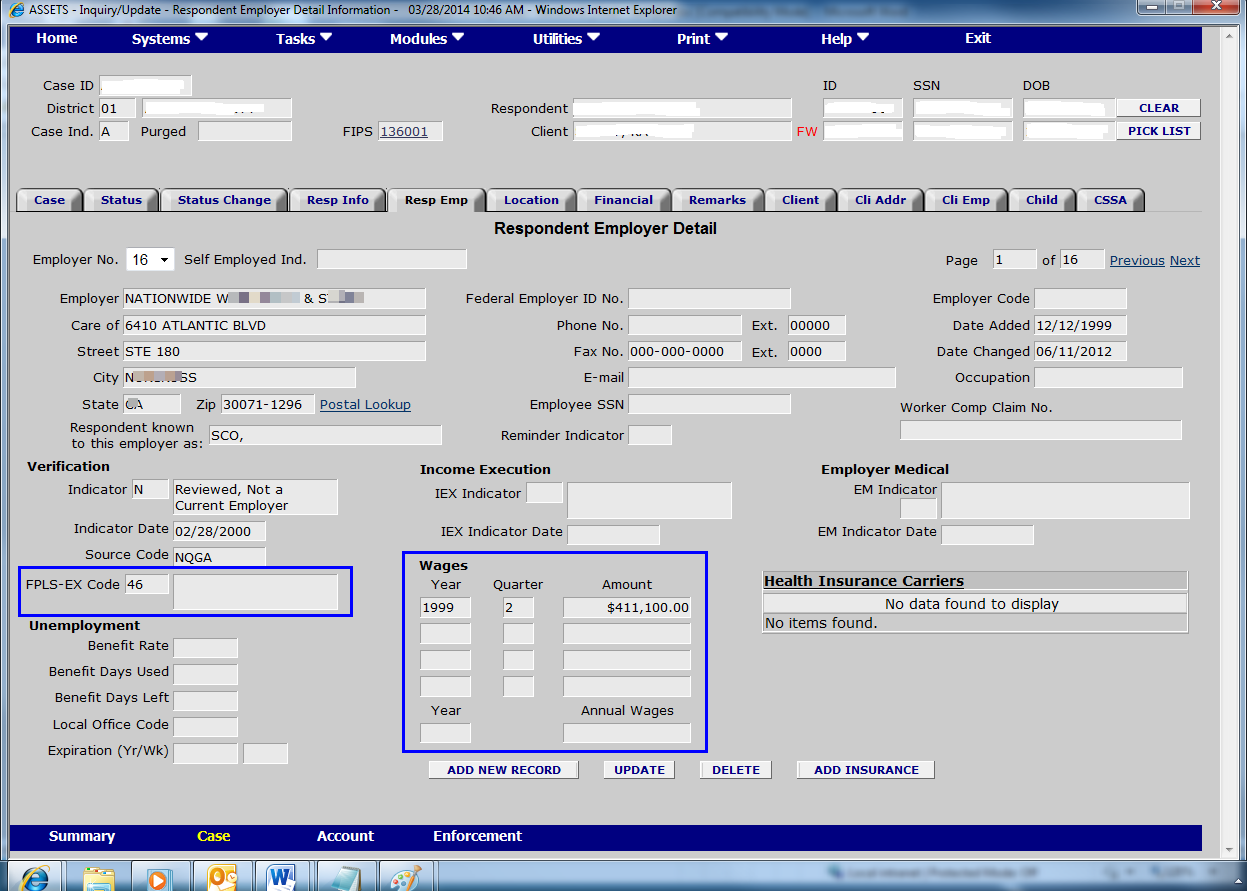 ASSETS - Inquiry/Update - Respondent Employer Detail Information - 03/28/2014 10:46 AM - Windows Internet Explorer
Home Systems Tasks Modules Utilities Print Help Exit
Case ID
ID SSN DOB
District 01
Respondent
CLEAR
Case Ind. A Purged
FIPS 136001
Client
FW
PICK LIST
Case Status Status Change Resp Info Resp Emp Location Financial Remarks Client Cli Addr Cli Emp Child CSSA
Respondent Employer Detail
Employer No. 16 Self Employed Ind.
Page 1 of 16 Previous Next
Employer NATIONWIDE & Federal Employer ID No. Employer Code
Care of 6410 ATLANTIC BLVD Phone No. Ext. 00000 Date Added 12/12/1999
Street STE 180 Fax No. 000-000-0000 Ext. 0000 Date Changed 06/11/2012
City E-mail Occupation
State Zip 30071-1296 Postal Lookup Employee SSN Worker Comp Claim No.
Respondent known
to this employer as: SCO, Reminder Indicator
Verification Income Execution Employer Medical
Indicator N Reviewed, Not a
Current Employer
IEX Indicator
EM Indicator
Indicator Date 02/28/2000 IEX Indicator Date EM Indicator Date
Source Code NQGA
FPLS-EX Code 46
Wages
Year Quarter Amount
1999 2 $411,100.00
Year Annual Wages
Health Insurance Carriers
No data found to display
No items found.
Unemployment
Benefit Rate
Benefit Days Used
Benefit Days Left
Local Office Code
Expiration (Yr/Wk)
ADD NEW RECORD UPDATE DELETE ADD INSURANCE
Summary Case Account Enforcement